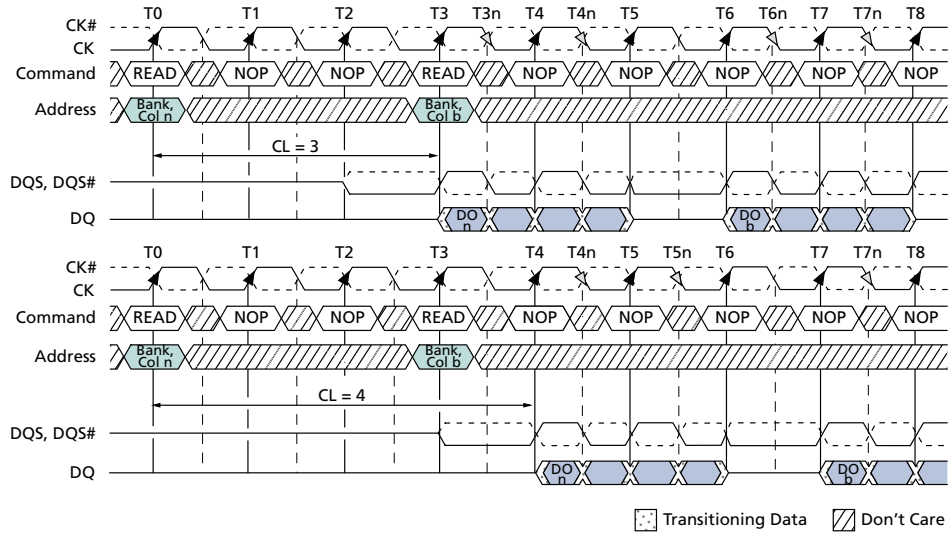 T0 T1 T2 T3 T3n T4 T4n T5 T6 T6n T7 T7n T8
CK#
CK
Command READ NOP NOP READ NOP NOP NOP NOP NOP
Address Bank, Col n Bank, Col b
CL = 3
DQS, DQS#
DQ DO n DO b
T0 T1 T2 T3 T4 T4n T5 T5n T6 T7 T7n T8
CK#
CK
Command READ NOP NOP READ NOP NOP NOP NOP NOP
Address Bank, Col n Bank, Col b
CL = 4
DQS, DQS#
DQ DO n DO b
Transitioning Data Don't Care